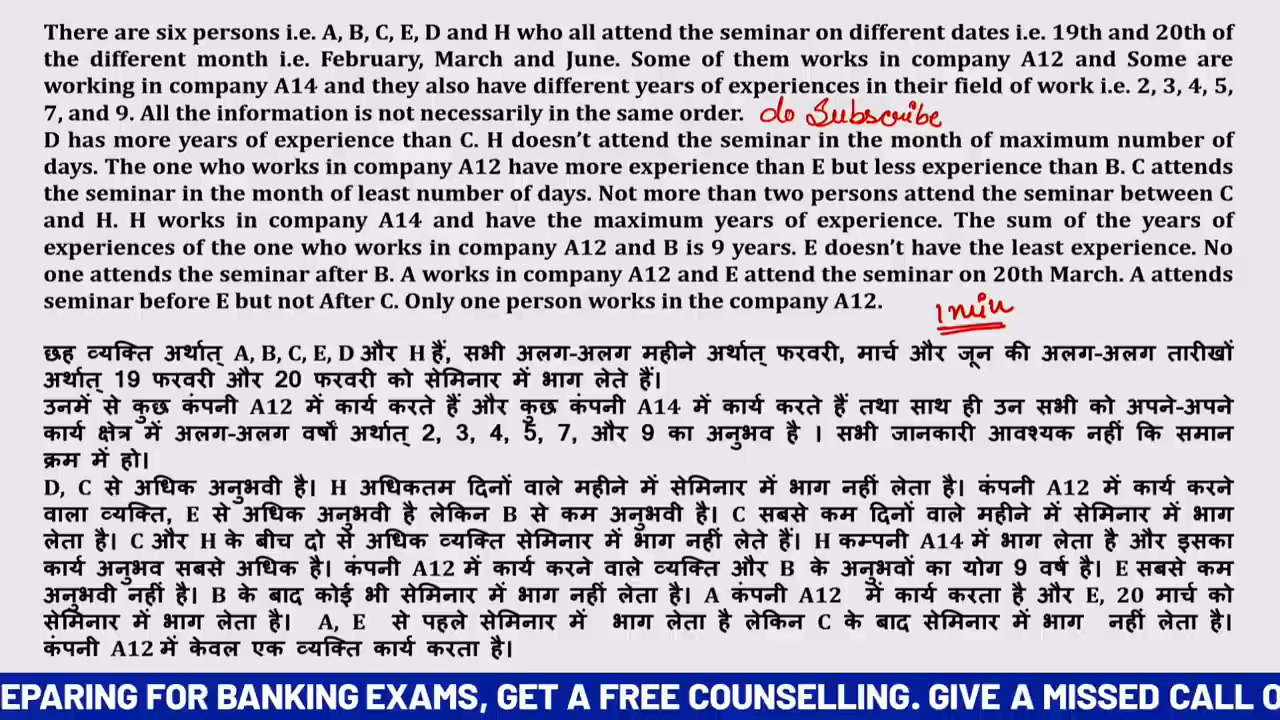 There are six persons i.e. A, B, C, E, D and H who all attend the seminar on different dates i.e. 19th and 20th of
the different month i.e. February, March and June. Some of them works in company A12 and Some are
working in company A14 and they also have different years of experiences in their field of work i.e. 2, 3, 4, 5,
7, and 9. All the information is not necessarily in the same order. do Subscribe
D has more years of experience than C. H doesn’t attend the seminar in the month of maximum number of
days. The one who works in company A12 have more experience than E but less experience than B. C attends
the seminar in the month of least number of days. Not more than two persons attend the seminar between C
and H. H works in company A14 and have the maximum years of experience. The sum of the years of
experiences of the one who works in company A12 and B is 9 years. E doesn’t have the least experience. No
one attends the seminar after B. A works in company A12 and E attend the seminar on 20th March. A attends
seminar before E but not After C. Only one person works in the company A12.
1 min
छह व्यक्ति अर्थात् A, B, C, E, D और H हैं, सभी अलग-अलग महीने अर्थात् फरवरी, मार्च और जून की अलग-अलग तारीखों
अर्थात् 19 फरवरी और 20 फरवरी को सेमिनार में भाग लेते हैं।
उनमें से कुछ कंपनी A12 में कार्य करते हैं और कुछ कंपनी A14 में कार्य करते हैं तथा साथ ही उन सभी को अपने-अपने
कार्य क्षेत्र में अलग-अलग वर्षों अर्थात् 2, 3, 4, 5, 7, और 9 का अनुभव है । सभी जानकारी आवश्यक नहीं कि समान
क्रम में हो।
D, C से अधिक अनुभवी है। H अधिकतम दिनों वाले महीने में सेमिनार में भाग नहीं लेता है। कंपनी A12 में कार्य करने
वाला व्यक्ति, E से अधिक अनुभवी है लेकिन B से कम अनुभवी है। C सबसे कम दिनों वाले महीने में सेमिनार में भाग
लेता है। C और H के बीच दो से अधिक व्यक्ति सेमिनार में भाग नहीं लेते हैं। H कम्पनी A14 में भाग लेता है और इसका
कार्य अनुभव सबसे अधिक है। कंपनी A12 में कार्य करने वाले व्यक्ति और B के अनुभवों का योग 9 वर्ष है। E सबसे कम
अनुभवी नहीं है। B के बाद कोई भी सेमिनार में भाग नहीं लेता है। A कंपनी A12 में कार्य करता है और E, 20 मार्च को
सेमिनार में भाग लेता है। A, E से पहले सेमिनार में भाग लेता है लेकिन C के बाद सेमिनार में भाग नहीं लेता है।
कंपनी A12 में केवल एक व्यक्ति कार्य करता है।
EPARING FOR BANKING EXAMS, GET A FREE COUNSELLING. GIVE A MISSED CALL O